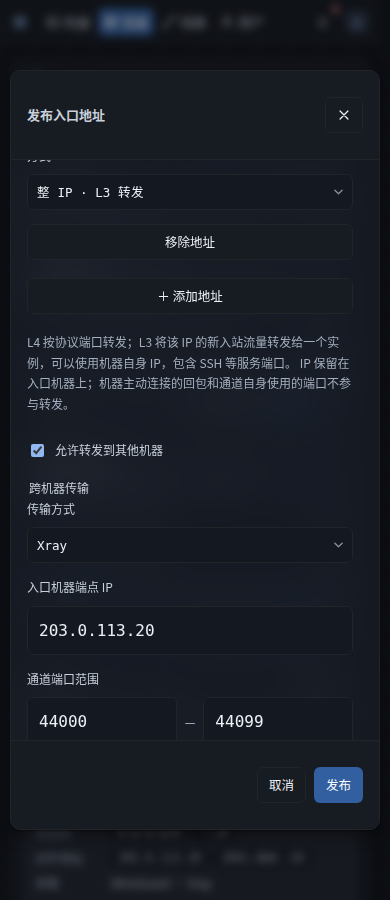 发布入口地址
整 IP · L3 转发
移除地址
＋ 添加地址
L4 按协议端口转发；L3 将该 IP 的新入站流量转发给一个实
例，可以使用机器自身 IP，包含 SSH 等服务端口。 IP 保留在
入口机器上；机器主动连接的回包和通道自身使用的端口不参
与转发。
允许转发到其他机器
跨机器传输
传输方式
Xray
入口机器端点 IP
203.0.113.20
通道端口范围
44000 — 44099
取消 发布